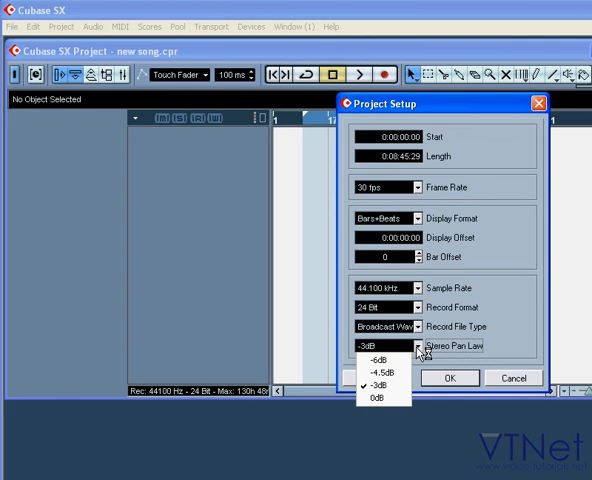 Cubase SX
File Edit Project Audio MIDI Scores Pool Transport Devices Window (1) Help
Cubase SX Project - new song.cpr
Touch Fader 100 ms
No Object Selected
Project Setup
1 17 1
0:00:00:00 Start
0:08:45:29 Length
30 fps Frame Rate
Bars+Beats Display Format
0:00:00:00 Display Offset
0 Bar Offset
44.100 kHz Sample Rate
24 Bit Record Format
Broadcast Wav Record File Type
-3dB Stereo Pan Law
-6dB
-4.5dB
-3dB
0dB
OK Cancel
Rec: 44100 Hz - 24 Bit - Max: 130h 48m
VTNet